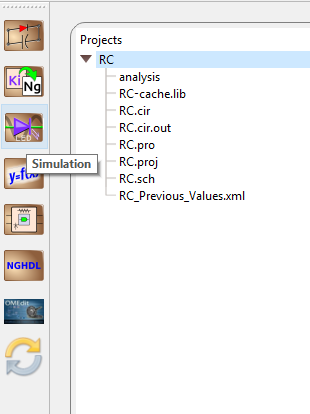 Projects
RC
analysis
RC-cache.lib
RC.cir
RC.cir.out
RC.pro
RC.proj
RC.sch
RC_Previous_Values.xml
Ki
Ng
Simulation
NGHDL
OMEdit